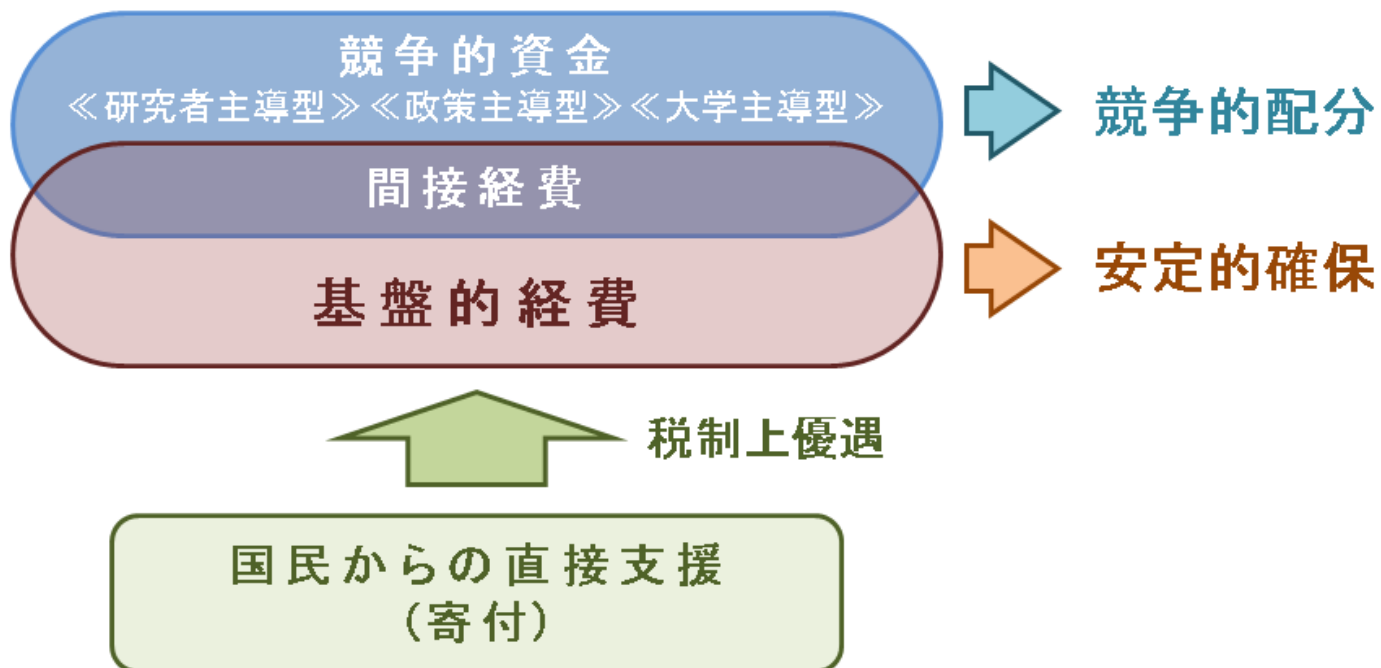 競争的資金
≪研究者主導型≫≪政策主導型≫≪大学主導型≫
競争的配分
間接経費
安定的確保
基盤的経費
税制上優遇
国民からの直接支援
(寄付)